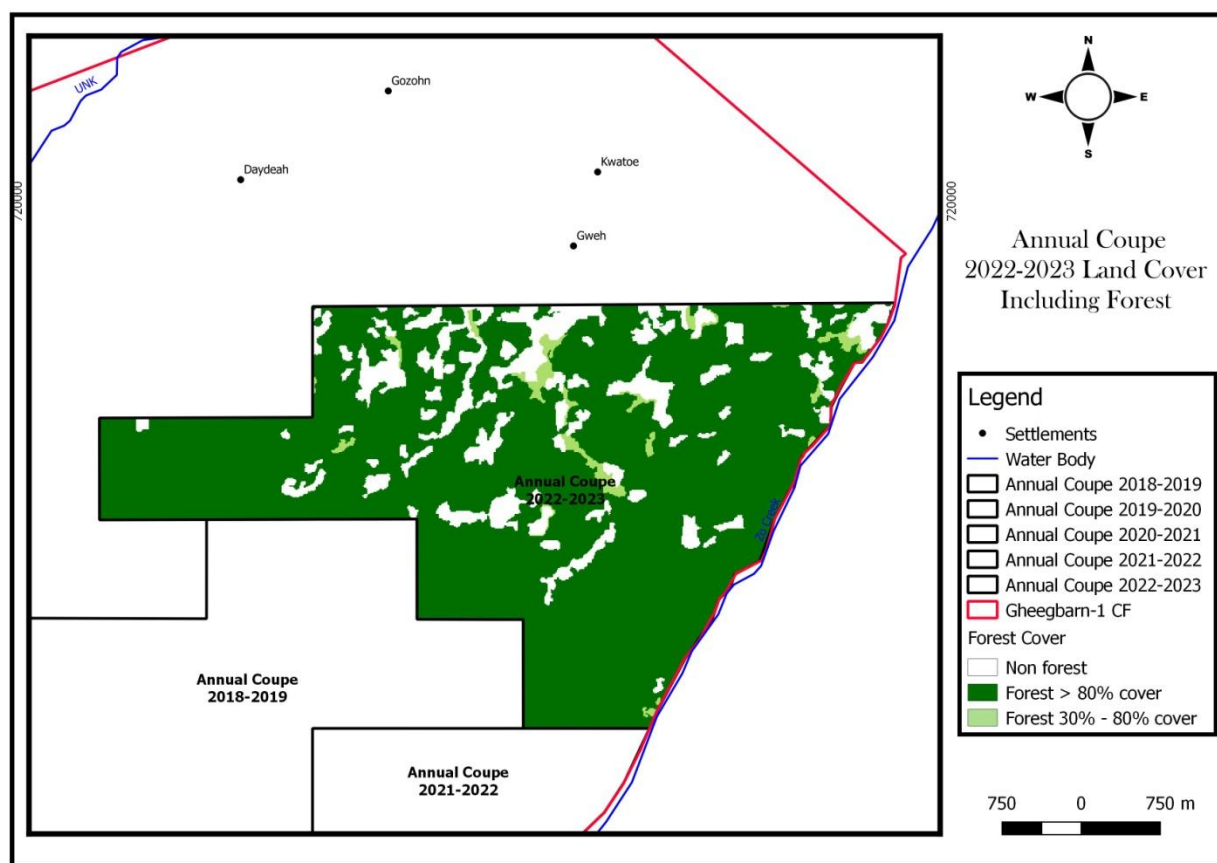 UNK
Gozohn
Daydeah
Kwatoe
Gweh
720000
720000
Annual Coupe
2022-2023
Zo Creek
Annual Coupe
2018-2019
Annual Coupe
2021-2022
N
W
E
S
Annual Coupe
2022-2023 Land Cover
Including Forest
Legend
Settlements
Water Body
Annual Coupe 2018-2019
Annual Coupe 2019-2020
Annual Coupe 2020-2021
Annual Coupe 2021-2022
Annual Coupe 2022-2023
Gheegbarn-1 CF
Forest Cover
Non forest
Forest > 80% cover
Forest 30% - 80% cover
750 0 750 m